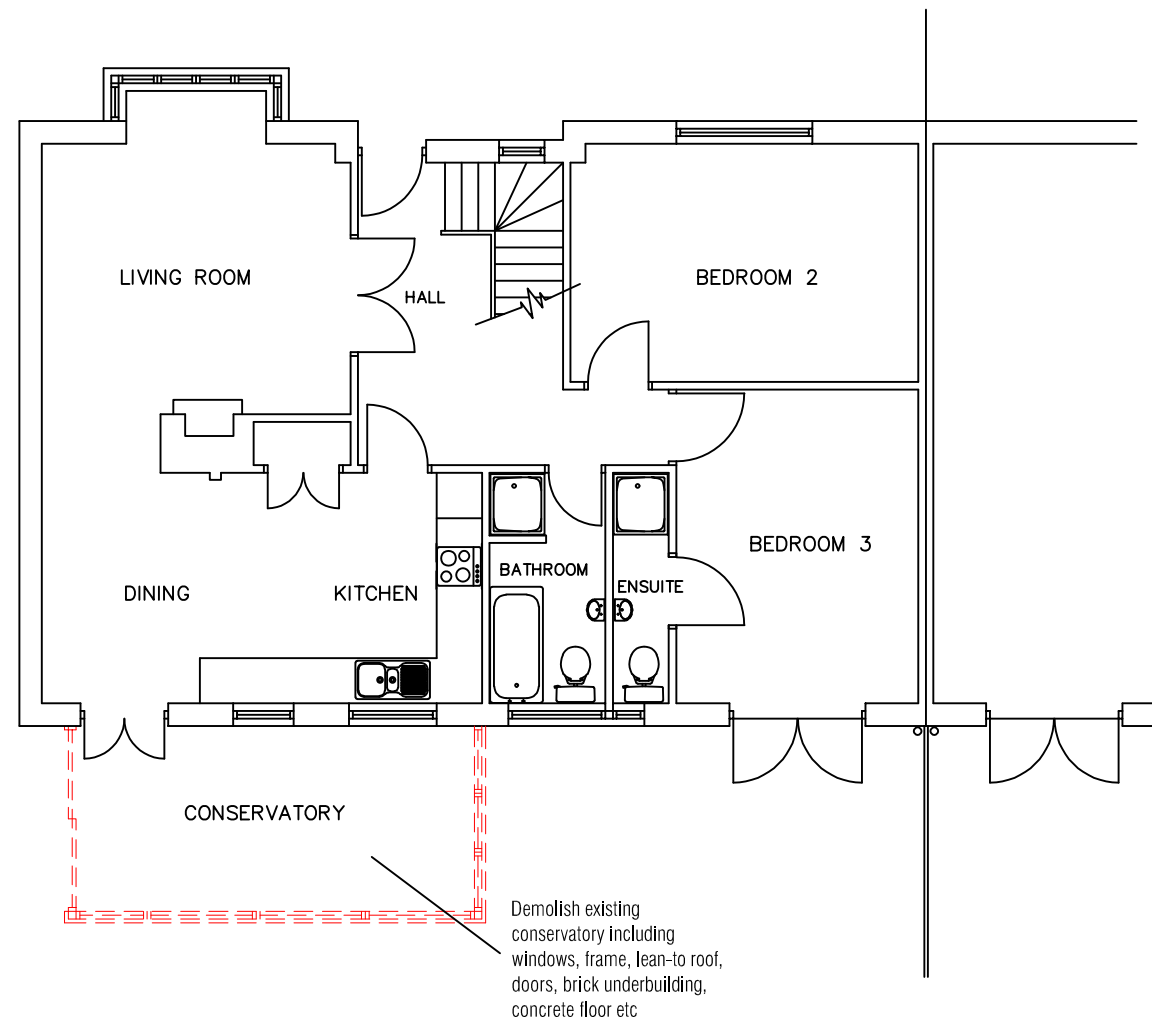 LIVING ROOM
HALL
BEDROOM 2
BEDROOM 3
BATHROOM
ENSUITE
DINING
KITCHEN
CONSERVATORY
Demolish existing
conservatory including
windows, frame, lean-to roof,
doors, brick underbuilding,
concrete floor etc